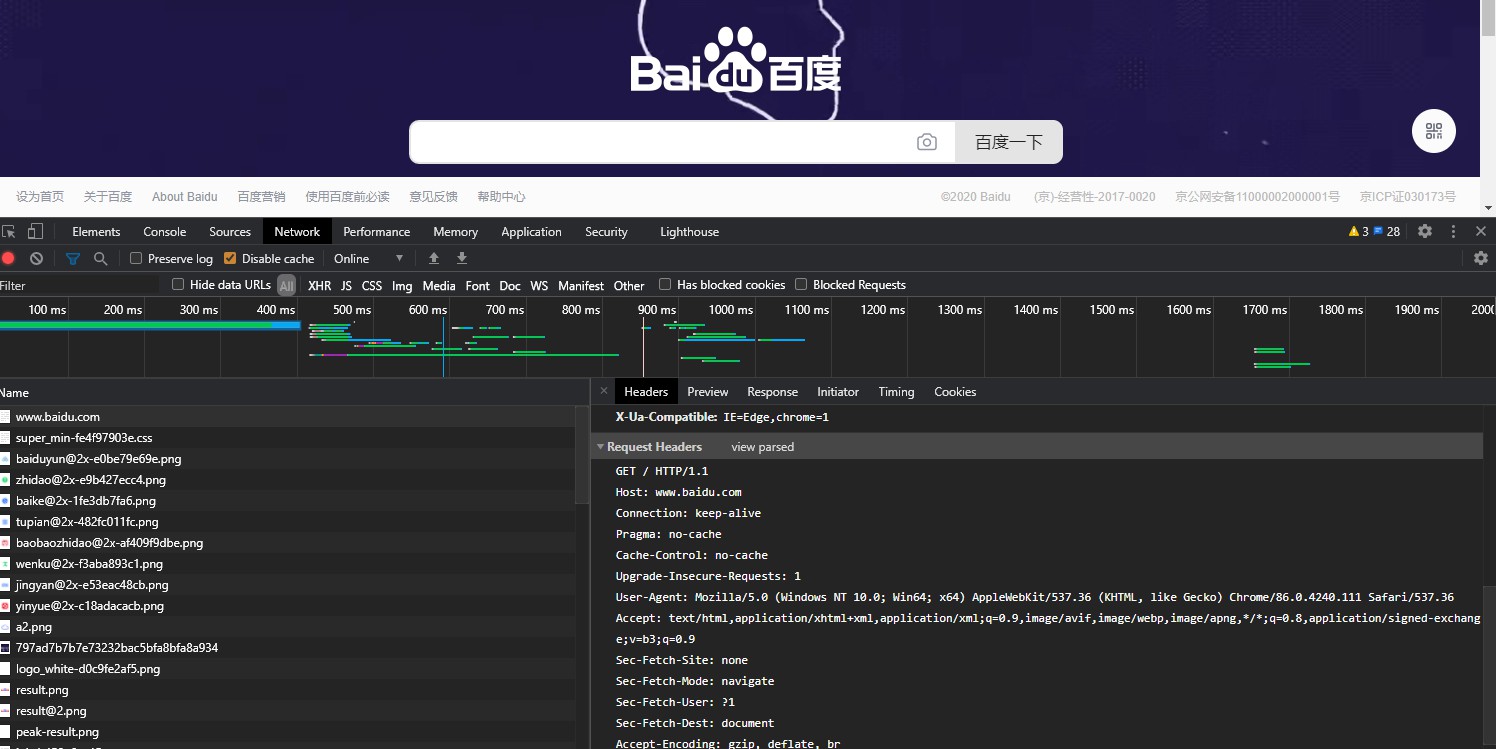 Bai du 百度
百度一下
设为首页 关于百度 About Baidu 百度营销 使用百度前必读 意见反馈 帮助中心 ©2020 Baidu (京)-经营性-2017-0020 京公网安备11000002000001号 京ICP证030173号
Elements Console Sources Network Performance Memory Application Security Lighthouse 3 28
Preserve log Disable cache Online
Filter Hide data URLs All XHR JS CSS Img Media Font Doc WS Manifest Other Has blocked cookies Blocked Requests
100 ms 200 ms 300 ms 400 ms 500 ms 600 ms 700 ms 800 ms 900 ms 1000 ms 1100 ms 1200 ms 1300 ms 1400 ms 1500 ms 1600 ms 1700 ms 1800 ms 1900 ms 2000
Name
www.baidu.com
super_min-fe4f97903e.css
baiduyun@2x-e0be79e69e.png
zhidao@2x-e9b427ecc4.png
baike@2x-1fe3db7fa6.png
tupian@2x-482fc011fc.png
baobaozhidao@2x-af409f9dbe.png
wenku@2x-f3aba893c1.png
jingyan@2x-e53eac48cb.png
yinyue@2x-c18adacacb.png
a2.png
797ad7b7b7e73232bac5bfa8bfa8a934
logo_white-d0c9fe2af5.png
result.png
result@2.png
peak-result.png
Headers Preview Response Initiator Timing Cookies
X-Ua-Compatible: IE=Edge,chrome=1
Request Headers view parsed
GET / HTTP/1.1
Host: www.baidu.com
Connection: keep-alive
Pragma: no-cache
Cache-Control: no-cache
Upgrade-Insecure-Requests: 1
User-Agent: Mozilla/5.0 (Windows NT 10.0; Win64; x64) AppleWebKit/537.36 (KHTML, like Gecko) Chrome/86.0.4240.111 Safari/537.36
Accept: text/html,application/xhtml+xml,application/xml;q=0.9,image/avif,image/webp,image/apng,*/*;q=0.8,application/signed-exchang
e;v=b3;q=0.9
Sec-Fetch-Site: none
Sec-Fetch-Mode: navigate
Sec-Fetch-User: ?1
Sec-Fetch-Dest: document
Accept-Encoding: gzip, deflate, br